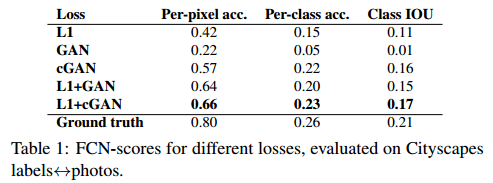 Loss Per-pixel acc. Per-class acc. Class IOU
L1 0.42 0.15 0.11
GAN 0.22 0.05 0.01
cGAN 0.57 0.22 0.16
L1+GAN 0.64 0.20 0.15
L1+cGAN 0.66 0.23 0.17
Ground truth 0.80 0.26 0.21
Table 1: FCN-scores for different losses, evaluated on Cityscapes
labels↔photos.